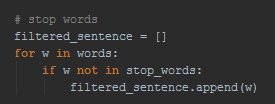 # stop words
filtered_sentence = []
for w in words:
    if w not in stop_words:
        filtered_sentence.append(w)